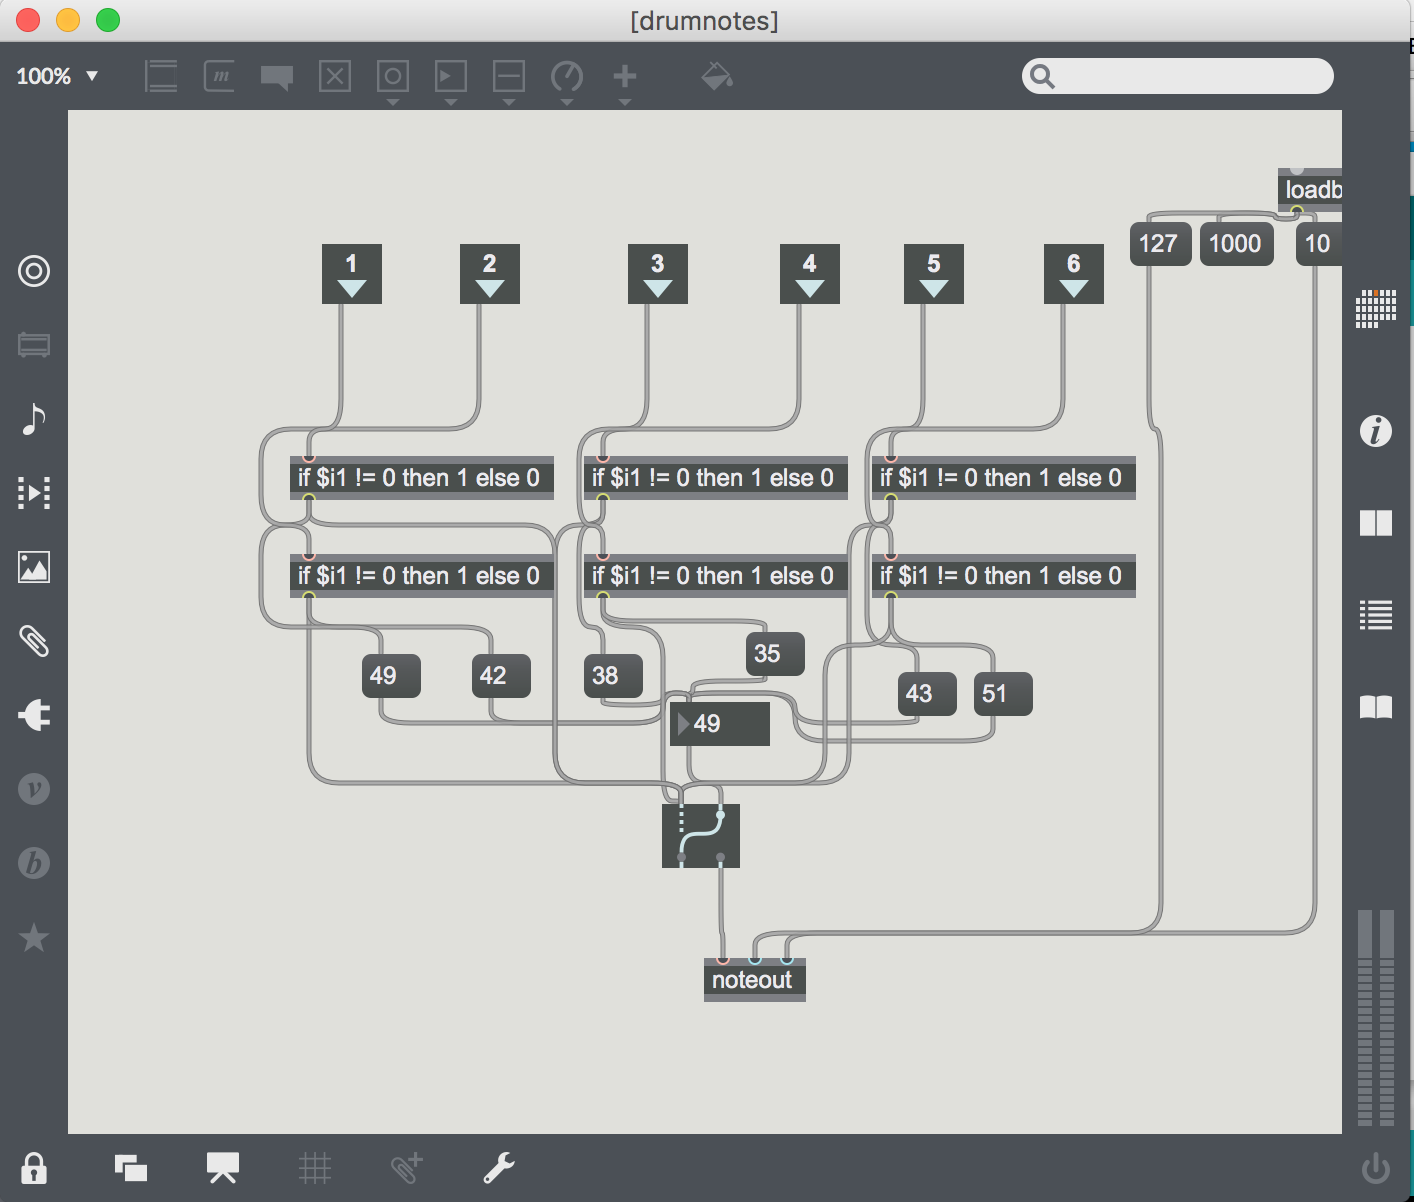 [drumnotes]
100%
m
loadb
127
1000
10
1
2
3
4
5
6
if $i1 != 0 then 1 else 0
if $i1 != 0 then 1 else 0
if $i1 != 0 then 1 else 0
if $i1 != 0 then 1 else 0
if $i1 != 0 then 1 else 0
if $i1 != 0 then 1 else 0
35
49
42
38
43
51
49
noteout
i
v
b